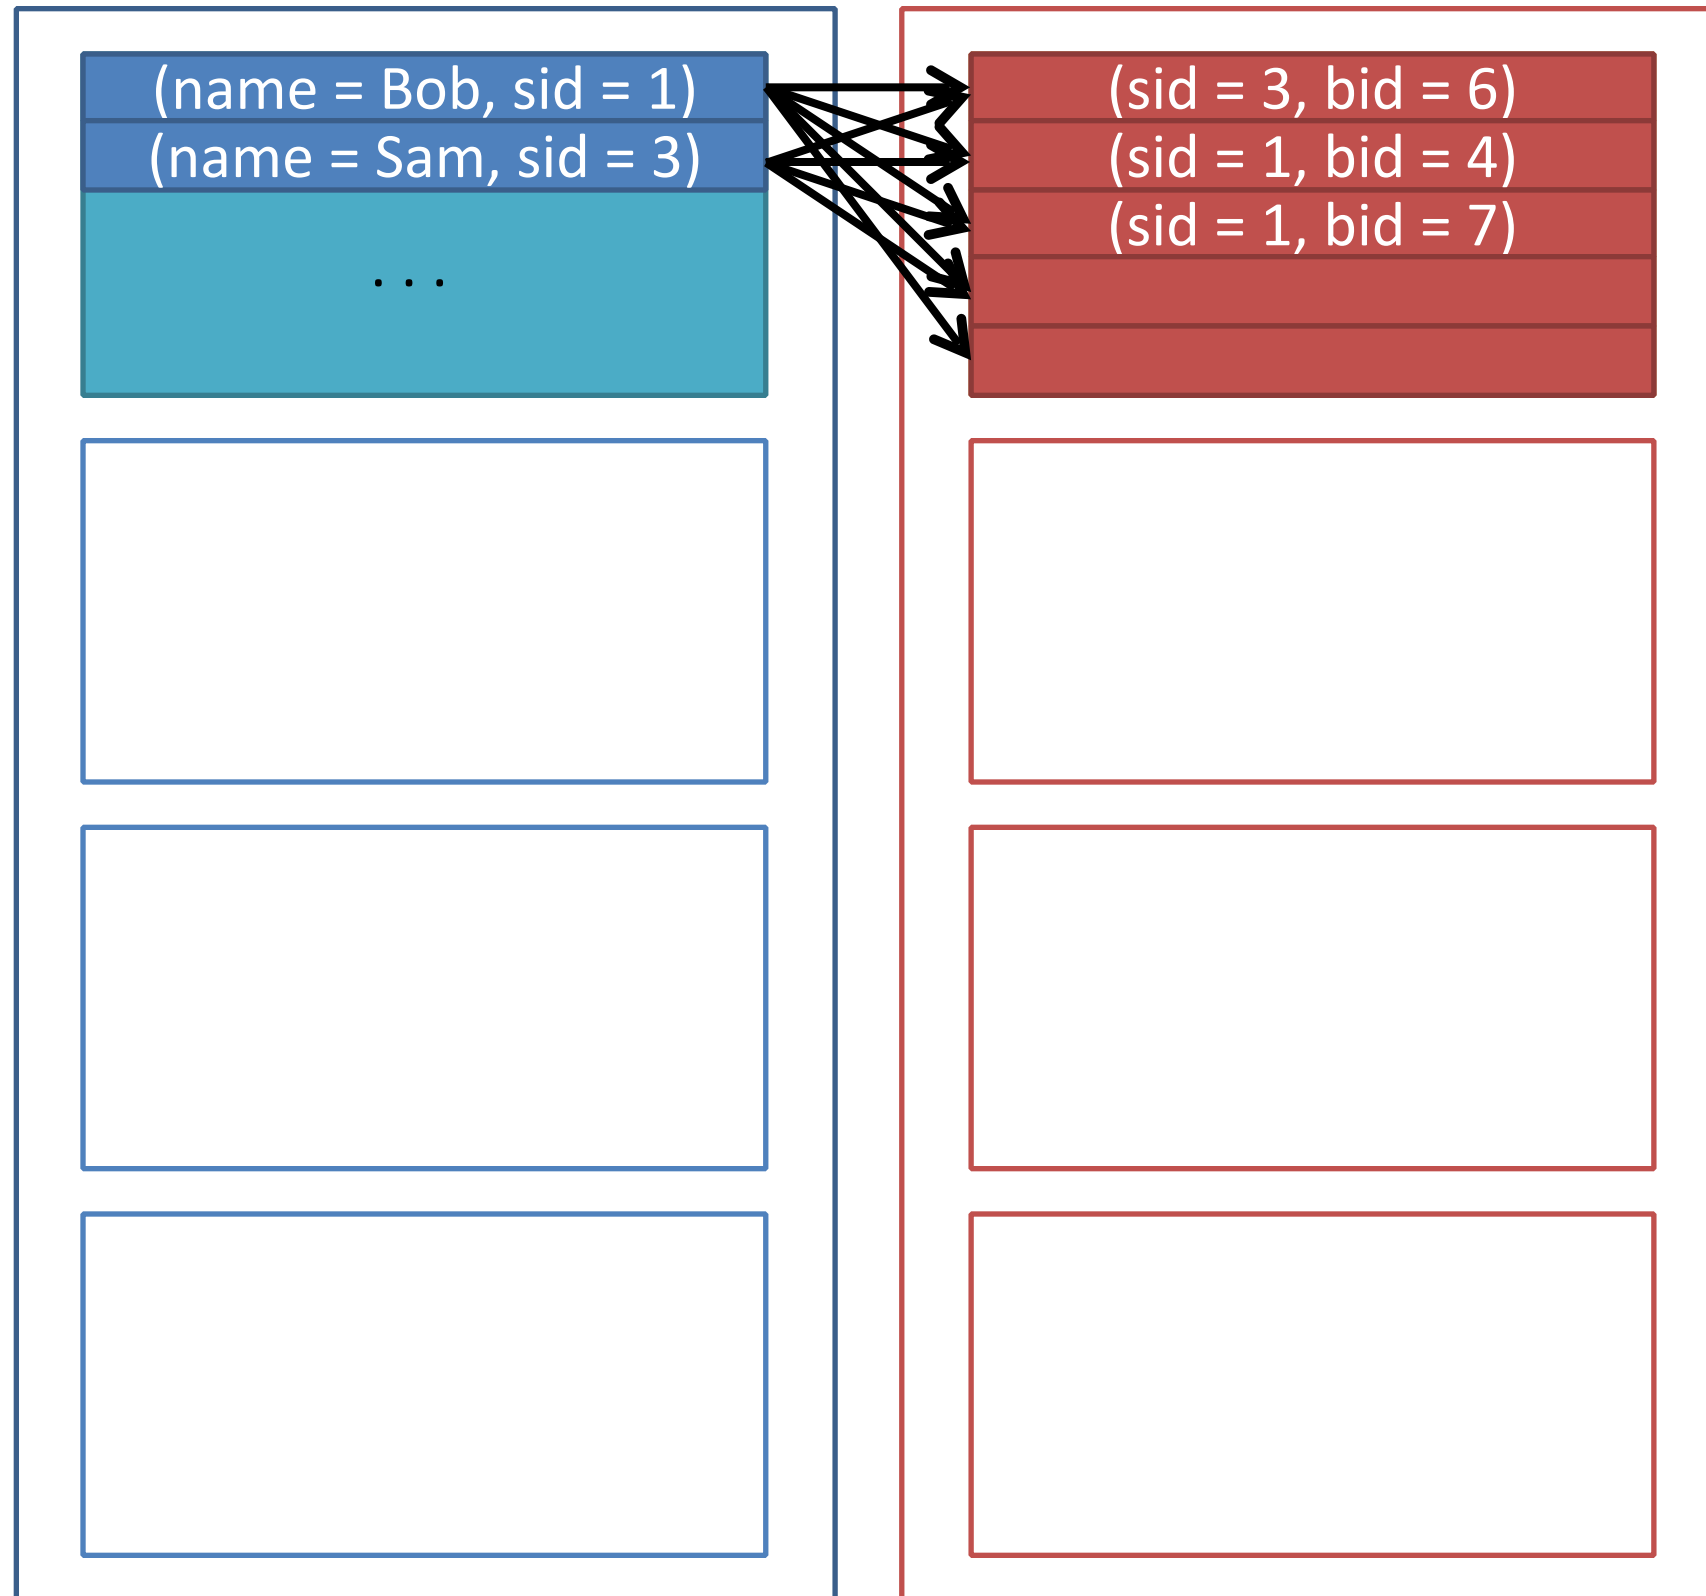 (name = Bob, sid = 1)
(name = Sam, sid = 3)
. . .
(sid = 3, bid = 6)
(sid = 1, bid = 4)
(sid = 1, bid = 7)